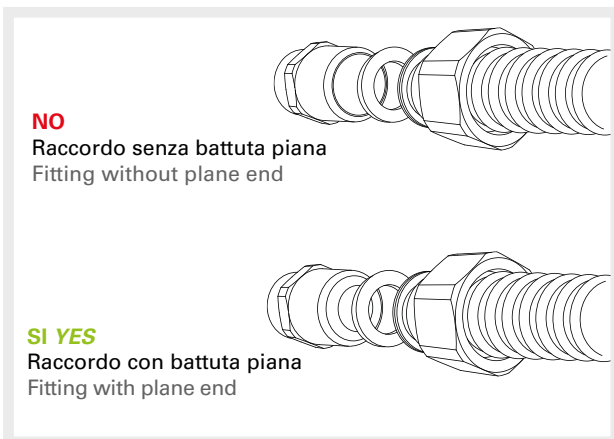 NO
Raccordo senza battuta piana
Fitting without plane end
SI YES
Raccordo con battuta piana
Fitting with plane end